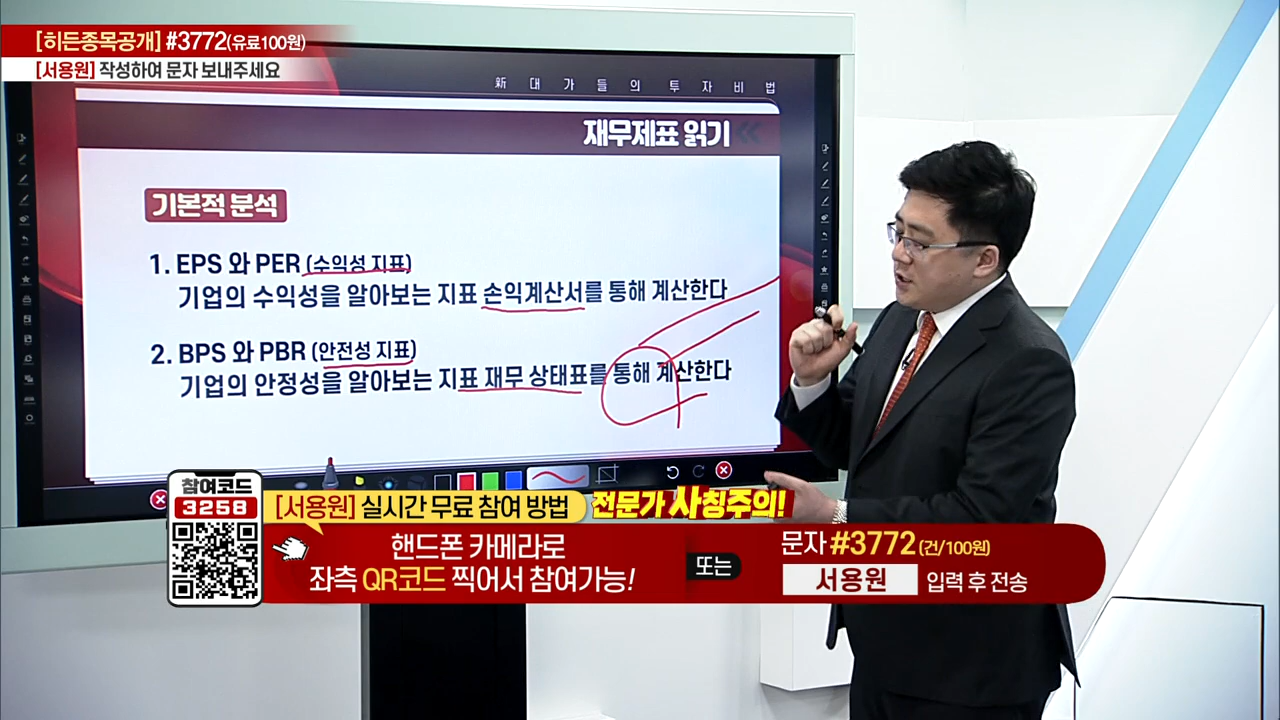 [히든종목공개] #3772(유료100원)
[서용원] 작성하여 문자 보내주세요
新 대 가 들 의 투 자 비 법
재무제표 읽기
기본적 분석
1. EPS 와 PER (수익성 지표)
기업의 수익성을 알아보는 지표 손익계산서를 통해 계산한다
2. BPS 와 PBR (안전성 지표)
기업의 안정성을 알아보는 지표 재무 상태표를 통해 계산한다
참여코드
3258
[서용원] 실시간 무료 참여 방법
전문가 사칭주의!
핸드폰 카메라로
좌측 QR코드 찍어서 참여가능!
또는
문자 #3772 (건/100원)
서용원 입력 후 전송